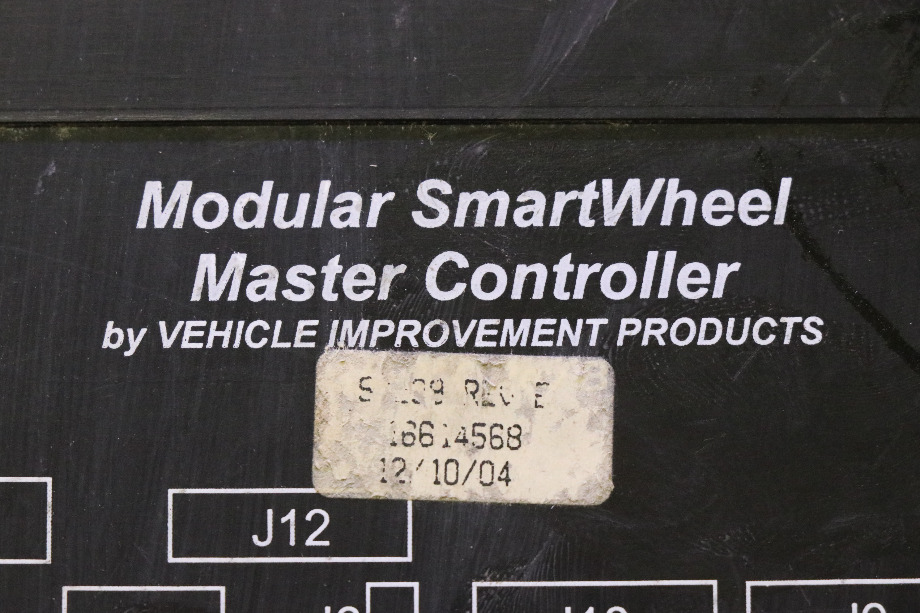 Modular SmartWheel
Master Controller
by VEHICLE IMPROVEMENT PRODUCTS
REV E
16614568
12/10/04
J12